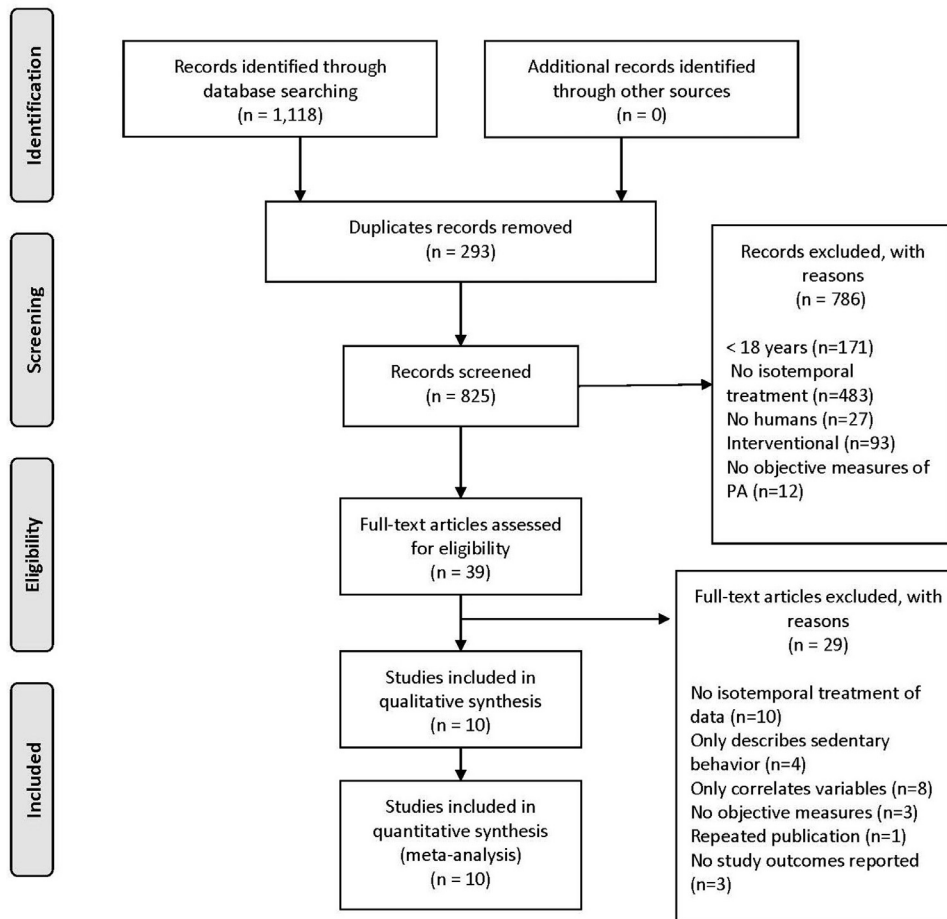 Identification
Records identified through
database searching
(n = 1,118)
Additional records identified
through other sources
(n = 0)
Duplicates records removed
(n = 293)
Screening
Records screened
(n = 825)
Records excluded, with
reasons
(n = 786)
< 18 years (n=171)
No isotemporal
treatment (n=483)
No humans (n=27)
Interventional (n=93)
No objective measures of
PA (n=12)
Eligibility
Full-text articles assessed
for eligibility
(n = 39)
Full-text articles excluded, with
reasons
(n = 29)
No isotemporal treatment of
data (n=10)
Only describes sedentary
behavior (n=4)
Only correlates variables (n=8)
No objective measures (n=3)
Repeated publication (n=1)
No study outcomes reported
(n=3)
Included
Studies included in
qualitative synthesis
(n = 10)
Studies included in
quantitative synthesis
(meta-analysis)
(n = 10)